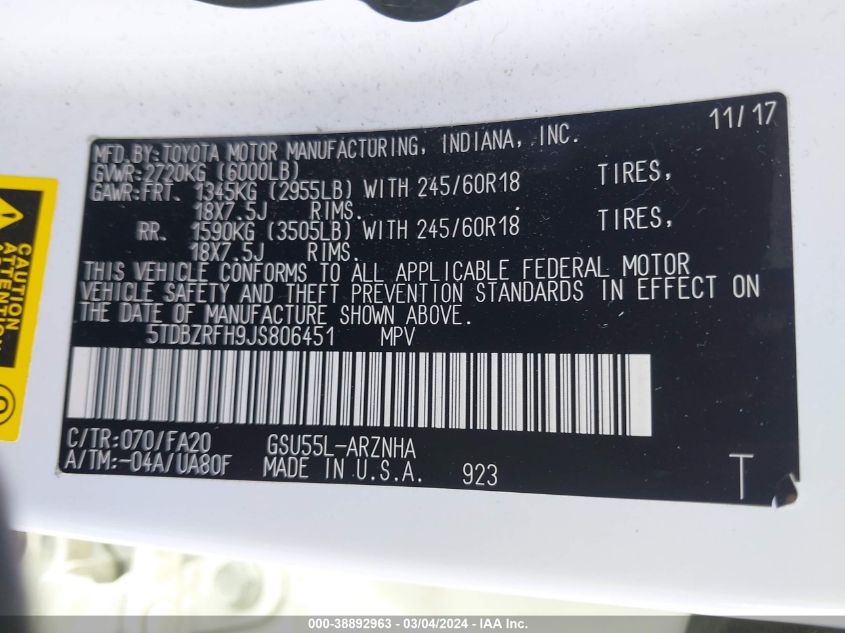 11/17
MFD.BY:TOYOTA MOTOR MANUFACTURING, INDIANA, INC.
GVWR:2720KG (6000LB)
GAWR:FRT. 1345KG (2955LB) WITH 245/60R18 TIRES,
18X7.5J RIMS.
RR. 1590KG (3505LB) WITH 245/60R18 TIRES,
18X7.5J RIMS.
THIS VEHICLE CONFORMS TO ALL APPLICABLE FEDERAL MOTOR
VEHICLE SAFETY AND THEFT PREVENTION STANDARDS IN EFFECT ON
THE DATE OF MANUFACTURE SHOWN ABOVE.
5TDBZRFH9JS806451 MPV
C/TR:070/FA20 GSU55L-ARZNHA
A/TM:-04A/UA80F MADE IN U.S.A. 923 T
CAUTION
ATTENTION
000-38892963 - 03/04/2024 - IAA Inc.